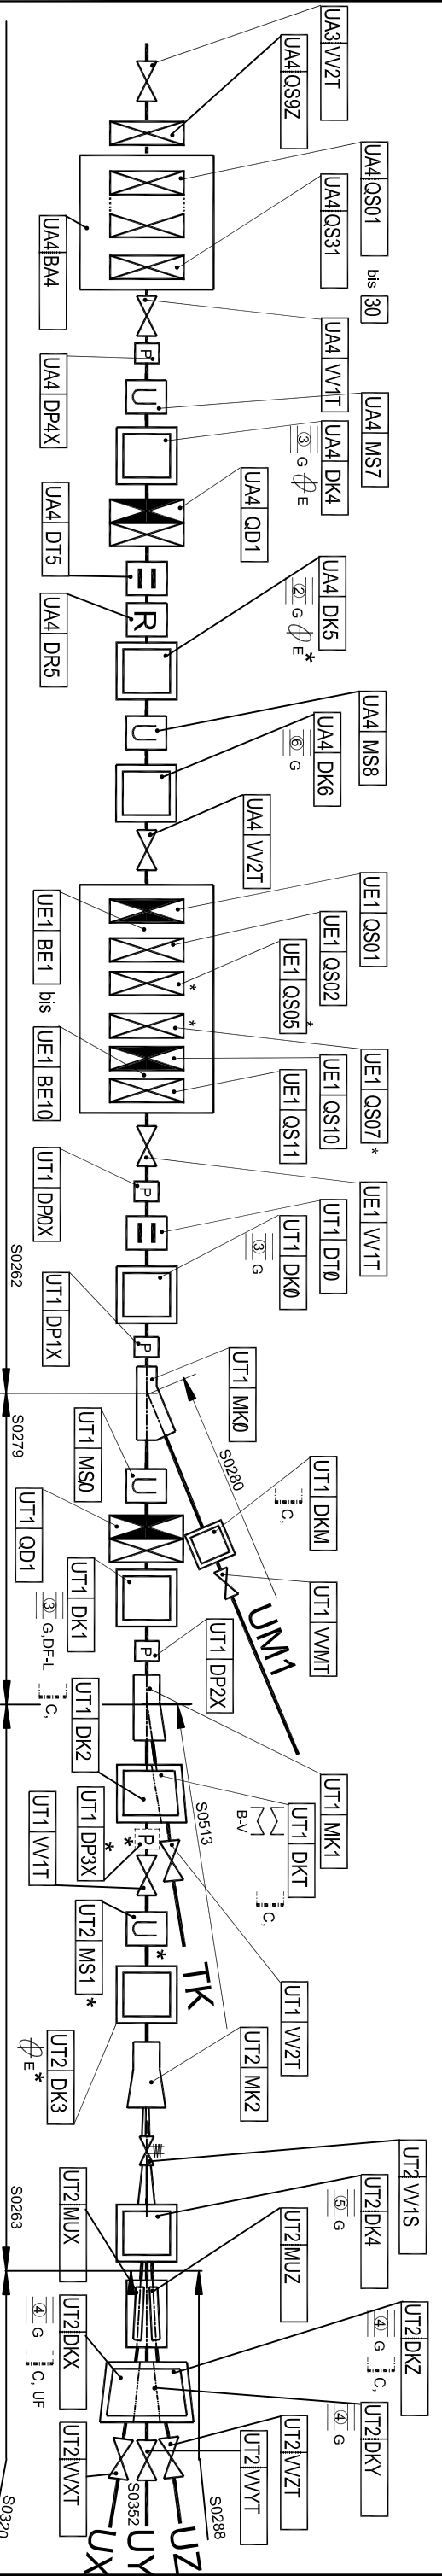 UA3 VV2T
UA4 QS9Z
UA4 QS01
bis 30
UA4 QS31
UA4 BA4
UA4 VV1T
UA4 DP4X
UA4 MS7
UA4 DK4
③ G E
UA4 QD1
UA4 DT5
UA4 DR5
UA4 DK5
② G E *
UA4 MS8
UA4 DK6
⑥ G
UA4 VV2T
UE1 QS01
UE1 QS02
UE1 QS05 *
UE1 BE1 bis
UE1 BE10
UE1 QS07 *
UE1 QS10
UE1 QS11
UE1 VV1T
UT1 DP0X
UT1 DT0
UT1 DK0
③ G
UT1 DP1X
UT1 MK0
S0262
S0279
S0280
UT1 MS0
UT1 QD1
UT1 DKM
C,
UT1 VVMT
UM1
UT1 DK1
③ G,DF-L
UT1 DP2X
UT1 MK1
UT1 DK2
C,
UT1 DKT
B-V
C,
S0513
UT1 DP3X *
UT1 VV1T
UT1 VV2T
TK
UT2 MS1 *
UT2 DK3
E *
UT2 MK2
UT2 VV1S
UT2 DK4
⑤ G
UT2 MUX
UT2 MUZ
S0263
UT2 DKZ
④ G C,
UT2 DKY
④ G
UT2 DKX
④ G C, UF
UT2 VVZT
UT2 VVYT
UT2 VVXT
S0288
S0352
S0320
UZ
UY
UX
P
U
R
P
U
P
P
U
P
P
U
*
*
*
*